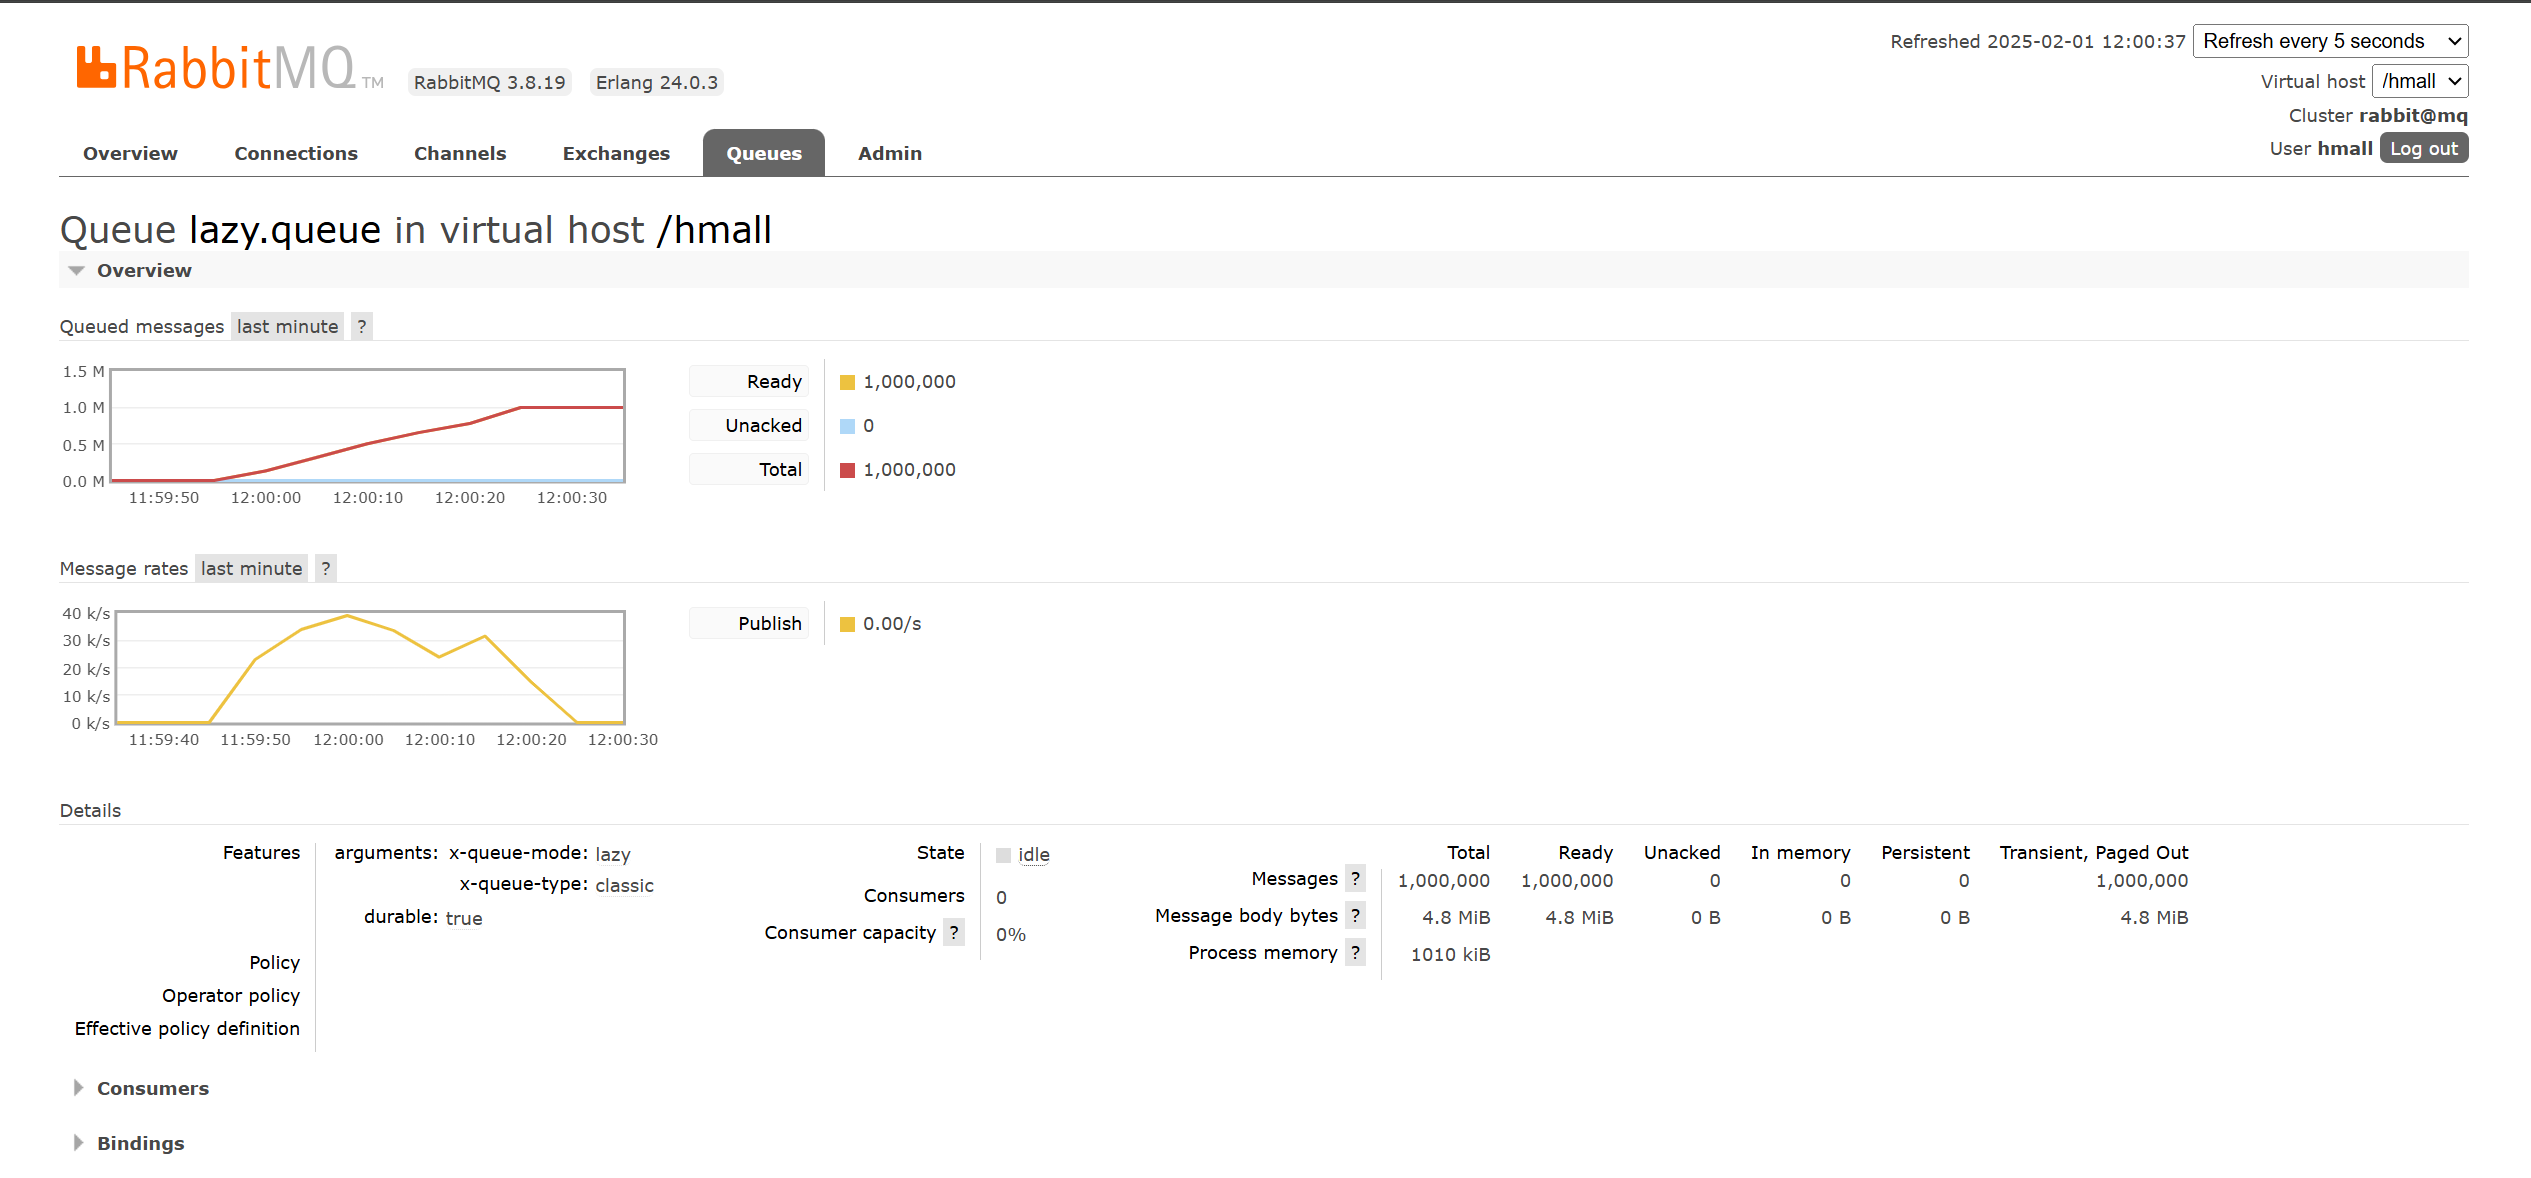 Refreshed 2025-02-01 12:00:37 Refresh every 5 seconds
RabbitMQ TM RabbitMQ 3.8.19 Erlang 24.0.3
Virtual host /hmall
Cluster rabbit@mq
User hmall Log out
Overview Connections Channels Exchanges Queues Admin
Queue lazy.queue in virtual host /hmall
Overview
Queued messages last minute ?
1.5 M
1.0 M
0.5 M
0.0 M
11:59:50 12:00:00 12:00:10 12:00:20 12:00:30
Ready 1,000,000
Unacked 0
Total 1,000,000
Message rates last minute ?
40 k/s
30 k/s
20 k/s
10 k/s
0 k/s
11:59:40 11:59:50 12:00:00 12:00:10 12:00:20 12:00:30
Publish 0.00/s
Details
Features arguments: x-queue-mode: lazy
x-queue-type: classic
durable: true
Policy
Operator policy
Effective policy definition
State idle
Consumers 0
Consumer capacity ? 0%
Total Ready Unacked In memory Persistent Transient, Paged Out
Messages ? 1,000,000 1,000,000 0 0 0 1,000,000
Message body bytes ? 4.8 MiB 4.8 MiB 0 B 0 B 0 B 4.8 MiB
Process memory ? 1010 kiB
Consumers
Bindings